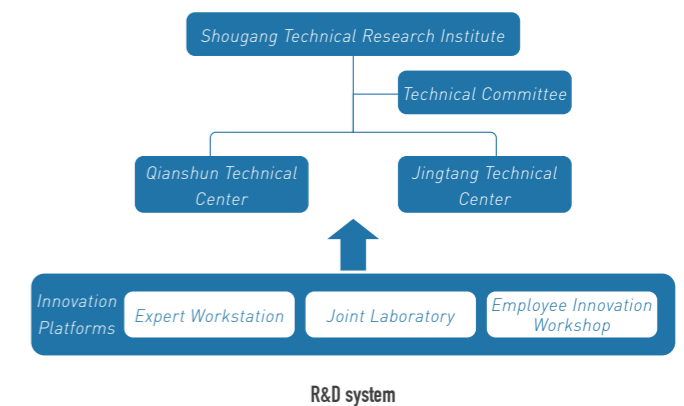 Shougang Technical Research Institute
Technical Committee
Qianshun Technical
Center
Jingtang Technical
Center
Innovation
Platforms
Expert Workstation
Joint Laboratory
Employee Innovation
Workshop
R&D system